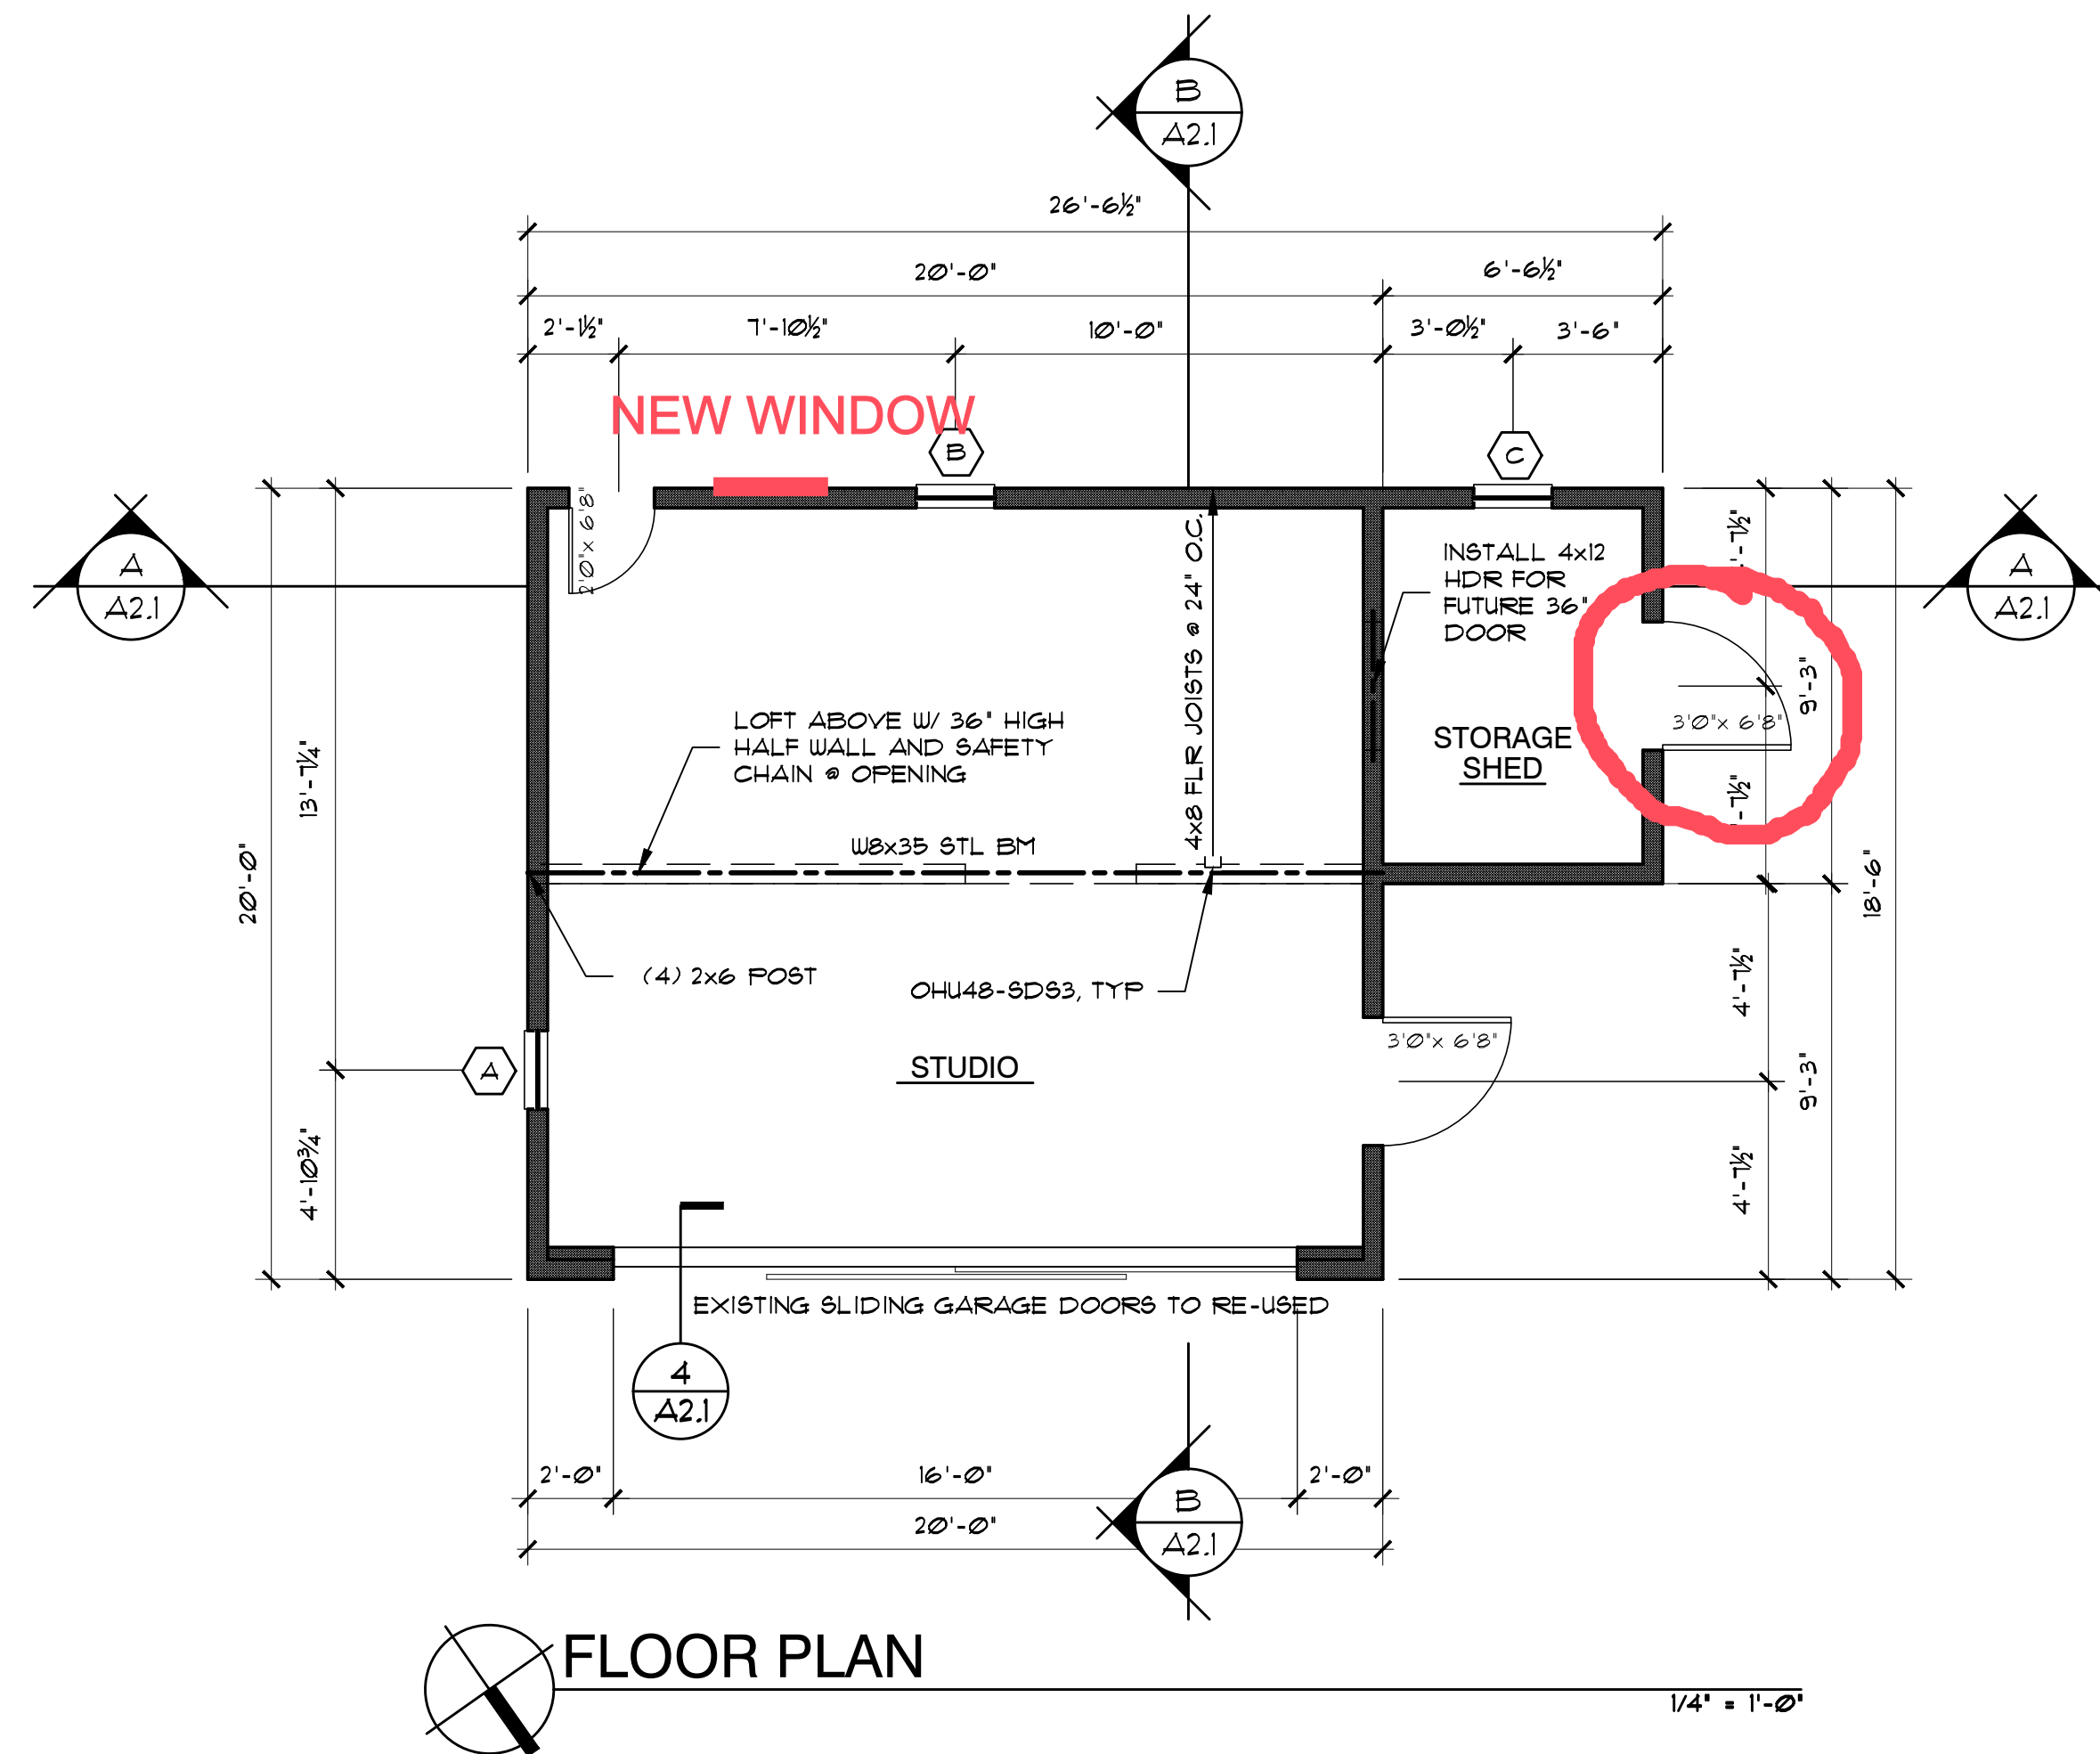 B
A2.1
26'-6½"
20'-0"
6'-6½"
2'-1½"
7'-10½"
10'-0"
3'-0½"
3'-6"
NEW WINDOW
B
C
2'0"x 6'8"
4x8 FLR JOISTS @ 24" O.C.
INSTALL 4x12
HDR FOR
FUTURE 36"
DOOR
A
A2.1
A
A2.1
'-7½"
9'-3"
3'0"x 6'8"
STORAGE
SHED
LOFT ABOVE W/ 36" HIGH
HALF WALL AND SAFETY
CHAIN @ OPENING
13'-7¼"
20'-0"
'-7½"
W8x35 STL BM
18'-6"
(4) 2x6 POST
OHU48-SDS3, TYP
4'-7½"
3'0"x 6'8"
A
STUDIO
9'-3"
4'-10¾"
4'-7½"
EXISTING SLIDING GARAGE DOORS TO RE-USED
4
A2.1
2'-0"
16'-0"
2'-0"
20'-0"
B
A2.1
FLOOR PLAN
1/4" = 1'-0"